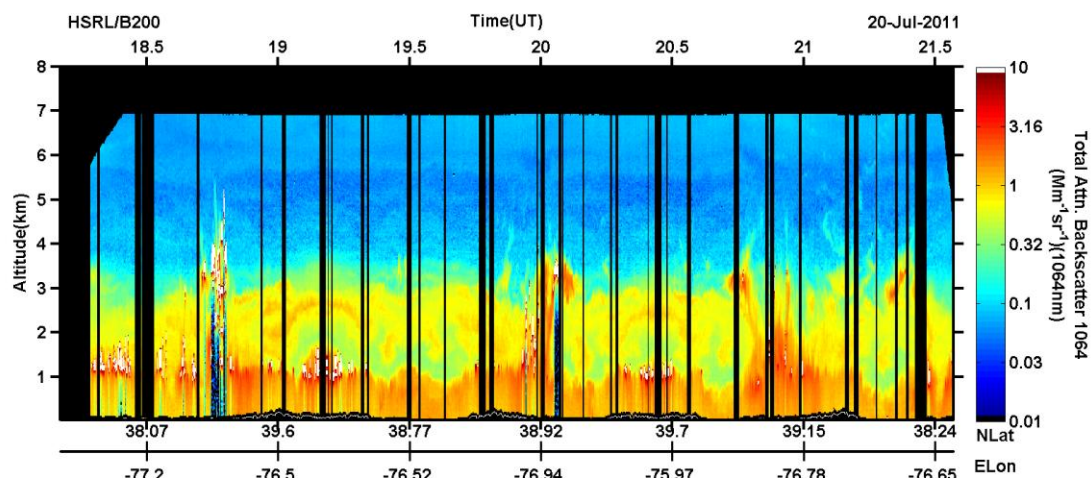 HSRL/B200 Time(UT) 20-Jul-2011
18.5 19 19.5 20 20.5 21 21.5
8
7
6
5
4
3
2
1
Altitude(km)
10
3.16
1
0.32
0.1
0.03
0.01
Total Attn. Backscatter 1064
(Mm⁻¹sr⁻¹)(1064nm)
38.07 39.6 38.77 38.92 39.7 39.15 38.24 NLat
-77.2 -76.5 -76.52 -76.94 -75.97 -76.78 -76.65 ELon